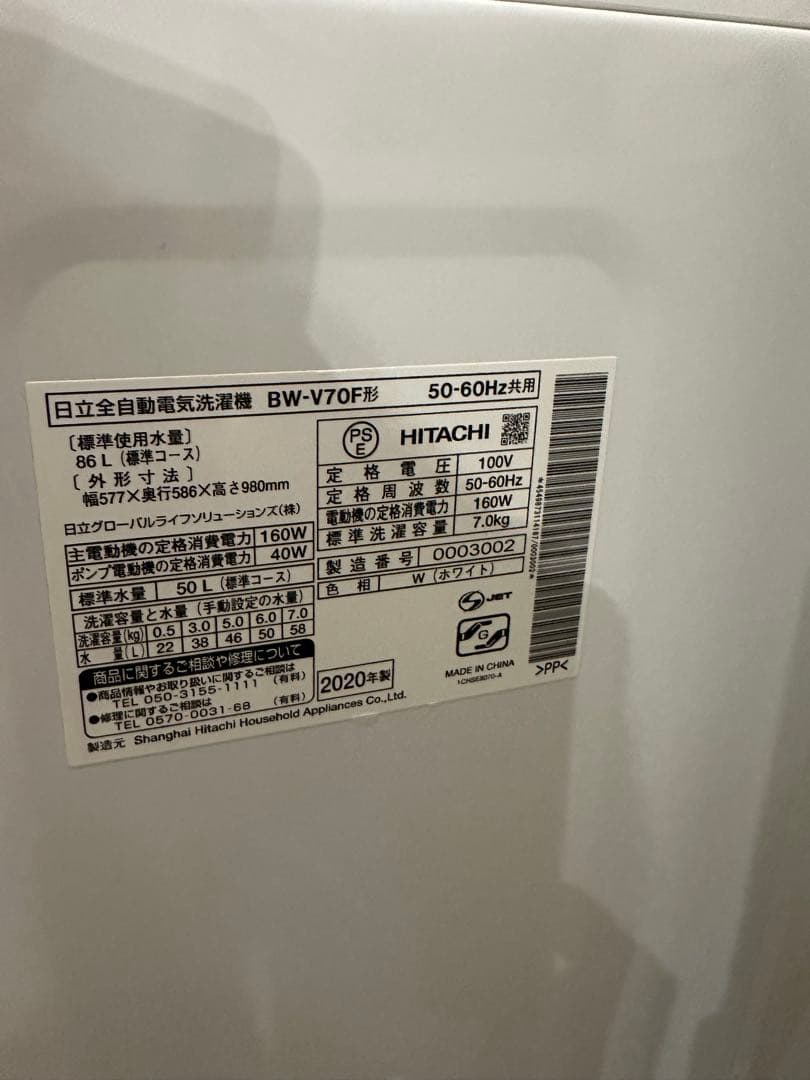 日立全自動電気洗濯機 BW-V70F形 50-60Hz共用
〔標準使用水量〕
86L(標準コース)
〔外形寸法〕
幅577×奥行586×高さ980mm
日立グローバルライフソリューションズ(株)
主電動機の定格消費電力 160W
ポンプ電動機の定格消費電力 40W
標準水量 50L(標準コース)
洗濯容量と水量(手動設定の水量)
洗濯容量(kg) 0.5 3.0 5.0 6.0 7.0
水量(L) 22 38 46 50 58
商品に関するご相談や修理について
●商品情報やお取り扱いに関するご相談は
TEL 050-3155-1111 (有料)
●修理に関するご相談は
TEL 0570-0031-68 (有料)
PS
E
HITACHI
定格電圧 100V
定格周波数 50-60Hz
電動機の定格消費電力 160W
標準洗濯容量 7.0kg
製造番号 0003002
色相 W(ホワイト)
S JET
G
2020年製
MADE IN CHINA
>PP<
製造元 Shanghai Hitachi Household Appliances Co.,Ltd.